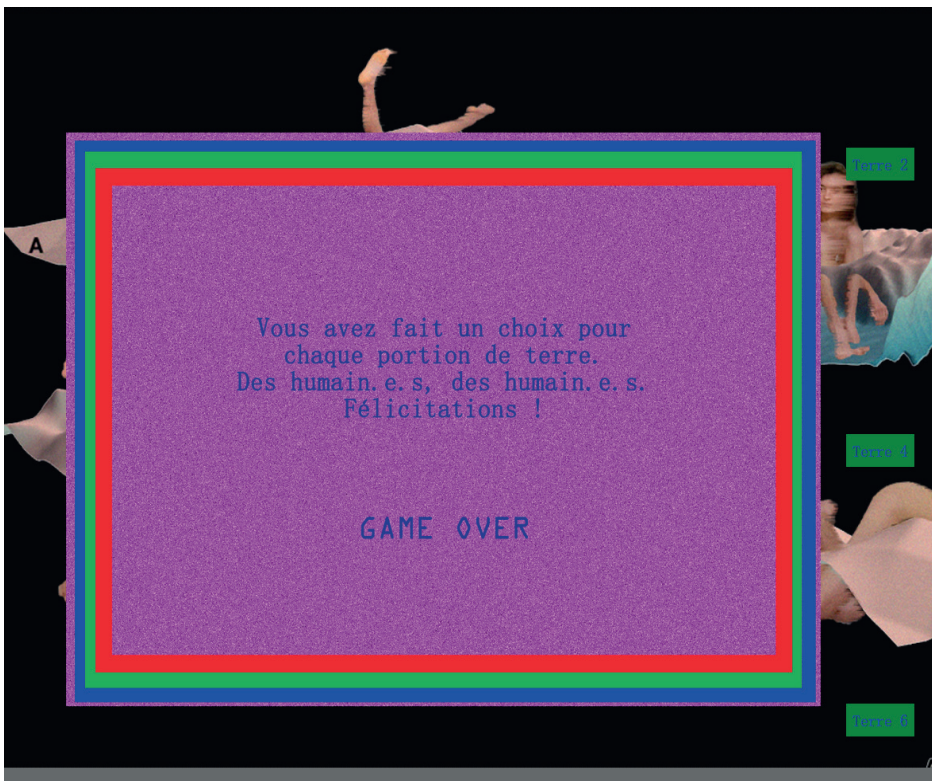 Terre 2
A
Vous avez fait un choix pour
chaque portion de terre.
Des humain.e.s, des humain.e.s.
Félicitations !
Terre 4
GAME OVER
Terre 6